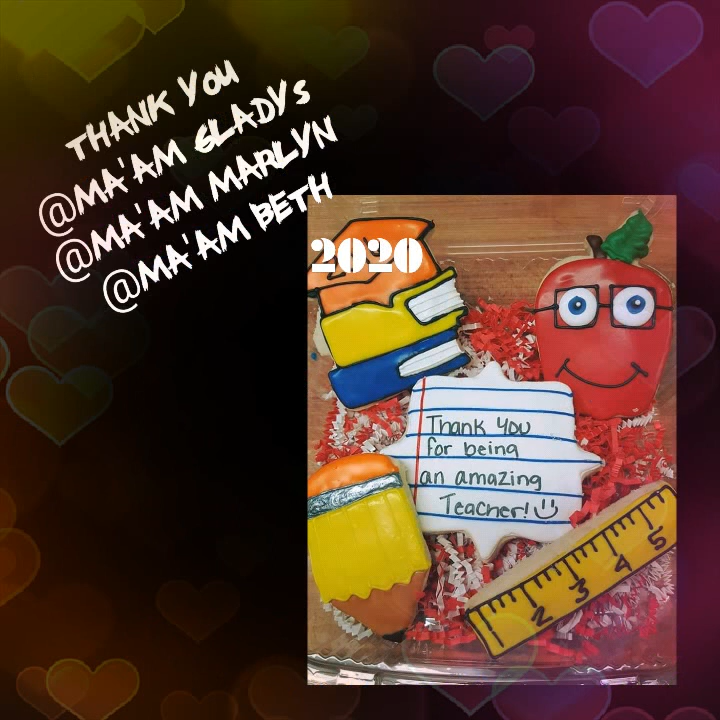 THANK YOU
@MA'AM GLADYS
@MA'AM MARLYN
@MA'AM BETH
2020
Thank You
for being
an amazing
Teacher!
1 2 3 4 5